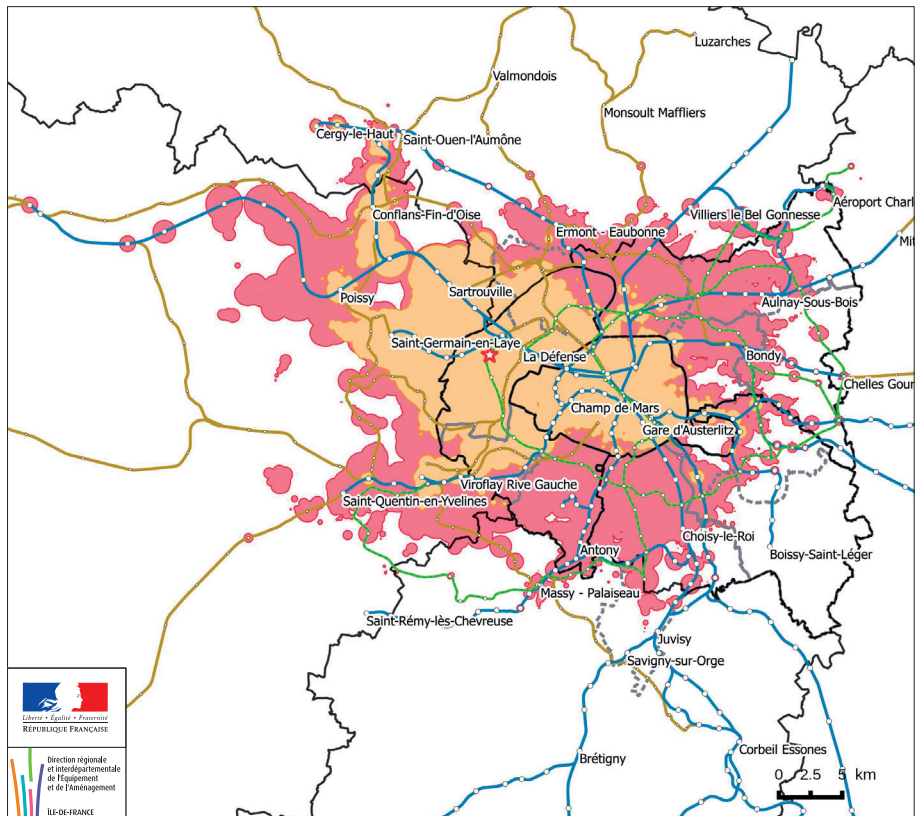 Luzarches
Valmondois
Monsoult Maffliers
Cergy-le-Haut
Saint-Ouen-l'Aumône
Aéroport Charl
Conflans-Fin-d'Oise
Villiers le Bel Gonnesse
Ermont - Eaubonne
Mit
Poissy
Sartrouville
Aulnay-Sous-Bois
Saint-Germain-en-Laye
La Défense
Bondy
Chelles Gour
Champ de Mars
Gare d'Austerlitz
Viroflay Rive Gauche
Saint-Quentin-en-Yvelines
Choisy-le-Roi
Antony
Boissy-Saint-Léger
Massy - Palaiseau
Saint-Rémy-lès-Chevreuse
Juvisy
Savigny-sur-Orge
Brétigny
Corbeil Essones
0 2.5 5 km
Liberté • Égalité • Fraternité
RÉPUBLIQUE FRANÇAISE
Direction régionale
et interdépartementale
de l'Équipement
et de l'Aménagement
ÎLE-DE-FRANCE